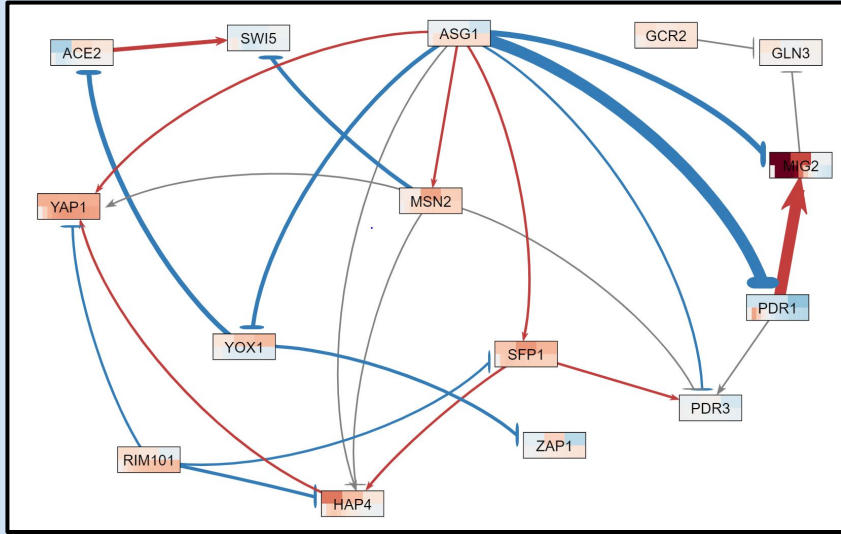 ASG1
GCR2
SWI5
ACE2
GLN3
MIG2
MSN2
YAP1
PDR1
YOX1
SFP1
PDR3
ZAP1
RIM101
HAP4